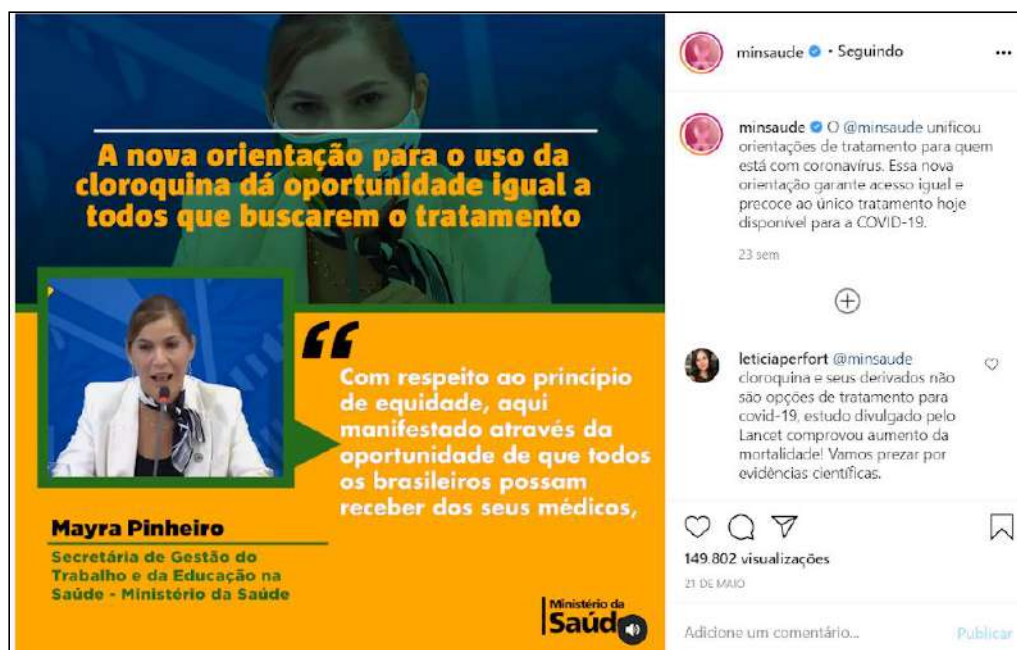 A nova orientação para o uso da
cloroquina dá oportunidade igual a
todos que buscarem o tratamento
“
Com respeito ao princípio
de equidade, aqui
manifestado através da
oportunidade de que todos
os brasileiros possam
receber dos seus médicos,
Mayra Pinheiro
Secretária de Gestão do
Trabalho e da Educação na
Saúde - Ministério da Saúde
Ministério da
Saúde
minsaude • Seguindo
minsaude O @minsaude unificou
orientações de tratamento para quem
está com coronavírus. Essa nova
orientação garante acesso igual e
precoce ao único tratamento hoje
disponível para a COVID-19.
23 sem
leticiaperfort @minsaude
cloroquina e seus derivados não
são opções de tratamento para
covid-19, estudo divulgado pelo
Lancet comprovou aumento da
mortalidade! Vamos prezar por
evidências científicas.
149.802 visualizações
21 DE MAIO
Adicione um comentário... Publicar